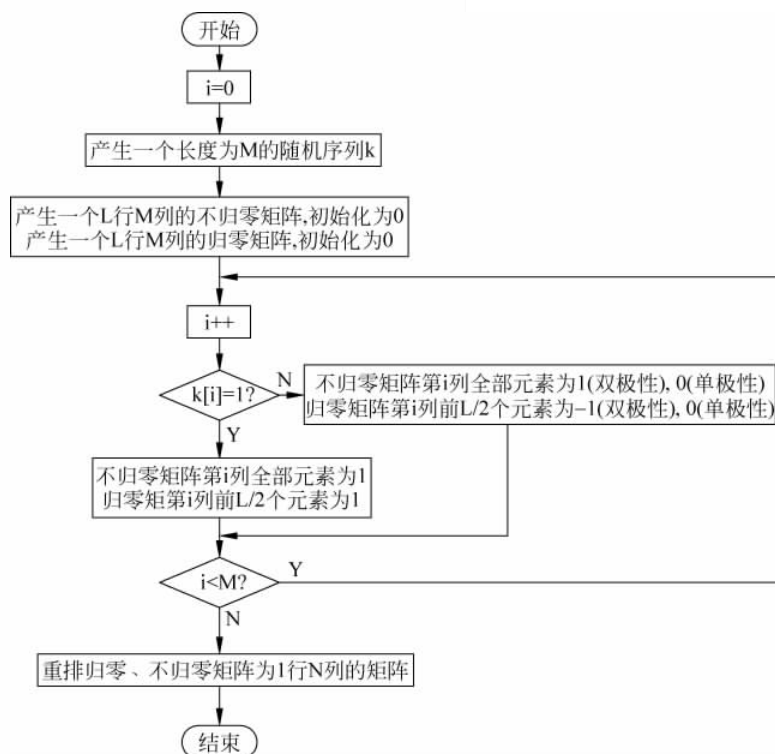 开始
i=0
产生一个长度为M的随机序列k
产生一个L行M列的不归零矩阵,初始化为0
产生一个L行M列的归零矩阵,初始化为0
i++
k[i]=1?
N
不归零矩阵第i列全部元素为1(双极性), 0(单极性)
归零矩阵第i列前L/2个元素为–1(双极性), 0(单极性)
Y
不归零矩阵第i列全部元素为1
归零矩第i列前L/2个元素为1
i<M?
Y
N
重排归零、不归零矩阵为1行N列的矩阵
结束